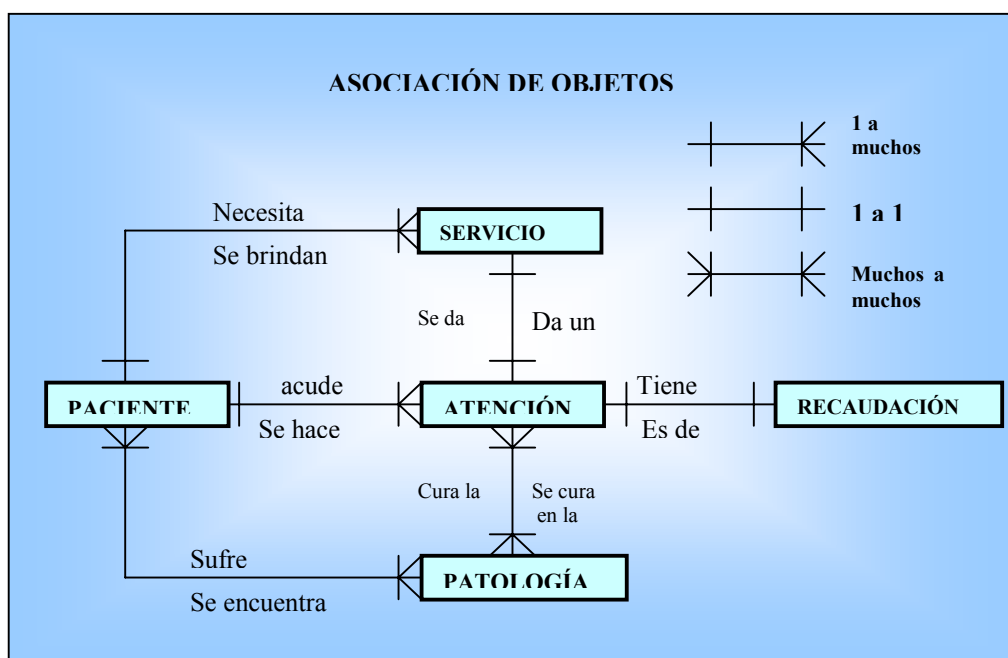 ASOCIACIÓN DE OBJETOS
1 a
muchos
1 a 1
Muchos a
muchos
Necesita
Se brindan
SERVICIO
Se da
Da un
PACIENTE
acude
Se hace
ATENCIÓN
Tiene
Es de
RECAUDACIÓN
Cura la
Se cura
en la
Sufre
Se encuentra
PATOLOGÍA